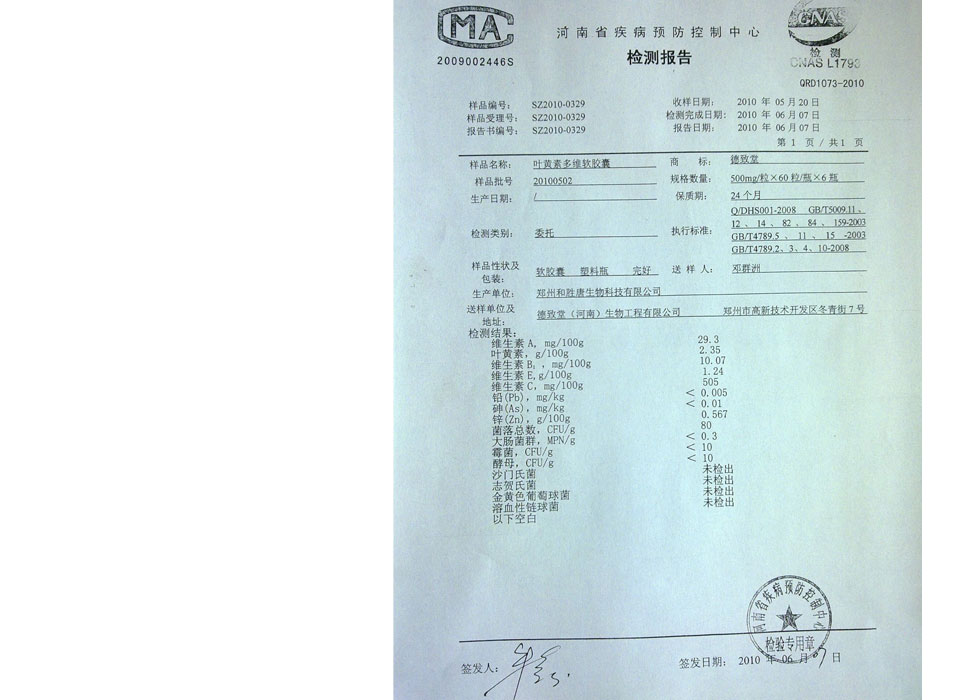 CMA
2009002446S
河南省疾病预防控制中心
检测报告
CNAS
检 测
CNAS L1793
QRD1073-2010
样品编号: SZ2010-0329 收样日期: 2010 年 05 月 20 日
样品受理号: SZ2010-0329 检测完成日期: 2010 年 06 月 07 日
报告书编号: SZ2010-0329 报告日期: 2010 年 06 月 07 日
第 1 页 / 共 1 页
样品名称: 叶黄素多维软胶囊 商 标: 德致堂
样品批号 20100502 规格数量: 500mg/粒×60 粒/瓶×6 瓶
生产日期: / 保质期: 24 个月
检测类别: 委托 执行标准: Q/DHS001-2008 GB/T5009.11、
12 、 14 、 82 、 84 、 159-2003
GB/T4789.5 、 11 、 15 -2003
GB/T4789.2、3、4、10-2008
样品性状及
包装: 软胶囊 塑料瓶 完好 送 样 人: 邓群洲
生产单位: 郑州和胜唐生物科技有限公司
送样单位及
地址: 德致堂（河南）生物工程有限公司 郑州市高新技术开发区冬青街 7 号
检测结果:
维生素 A, mg/100g 29.3
叶黄素, g/100g 2.35
维生素 B₁ , mg/100g 10.07
维生素 E,g/100g 1.24
维生素 C, mg/100g 505
铅(Pb), mg/kg < 0.005
砷(As), mg/kg < 0.01
锌(Zn), g/100g 0.567
菌落总数, CFU/g 80
大肠菌群, MPN/g < 0.3
霉菌, CFU/g < 10
酵母, CFU/g < 10
沙门氏菌 未检出
志贺氏菌 未检出
金黄色葡萄球菌 未检出
溶血性链球菌 未检出
以下空白
河南省疾病预防控制中心
检验专用章
签发人: 签发日期: 2010 年 06 月 07 日